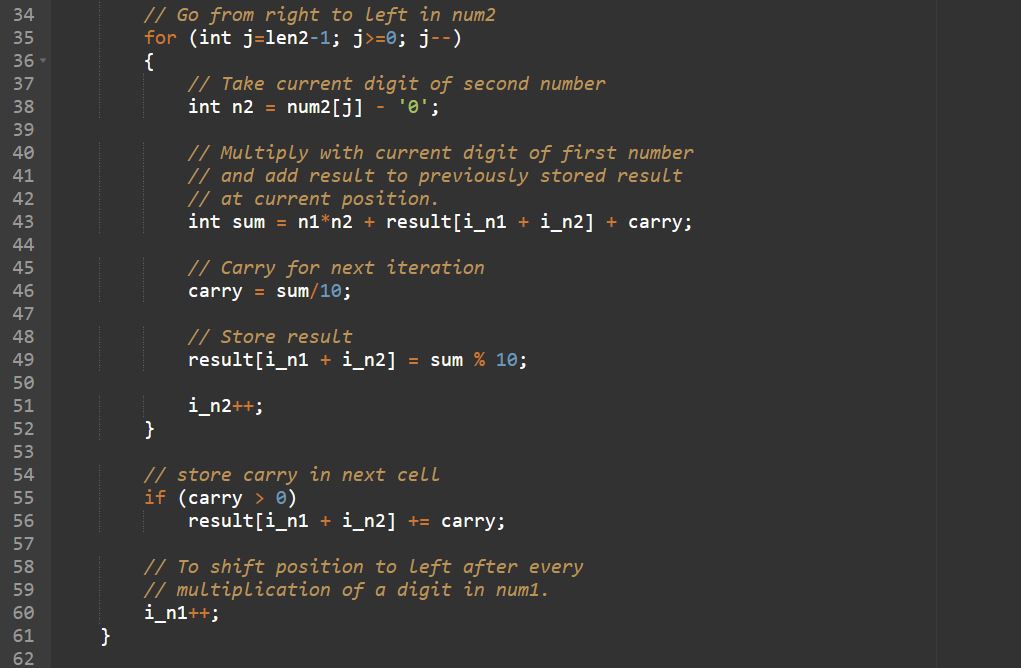 34 // Go from right to left in num2
35 for (int j=len2-1; j>=0; j--)
36 {
37 // Take current digit of second number
38 int n2 = num2[j] - '0';
39
40 // Multiply with current digit of first number
41 // and add result to previously stored result
42 // at current position.
43 int sum = n1*n2 + result[i_n1 + i_n2] + carry;
44
45 // Carry for next iteration
46 carry = sum/10;
47
48 // Store result
49 result[i_n1 + i_n2] = sum % 10;
50
51 i_n2++;
52 }
53
54 // store carry in next cell
55 if (carry > 0)
56 result[i_n1 + i_n2] += carry;
57
58 // To shift position to left after every
59 // multiplication of a digit in num1.
60 i_n1++;
61 }
62